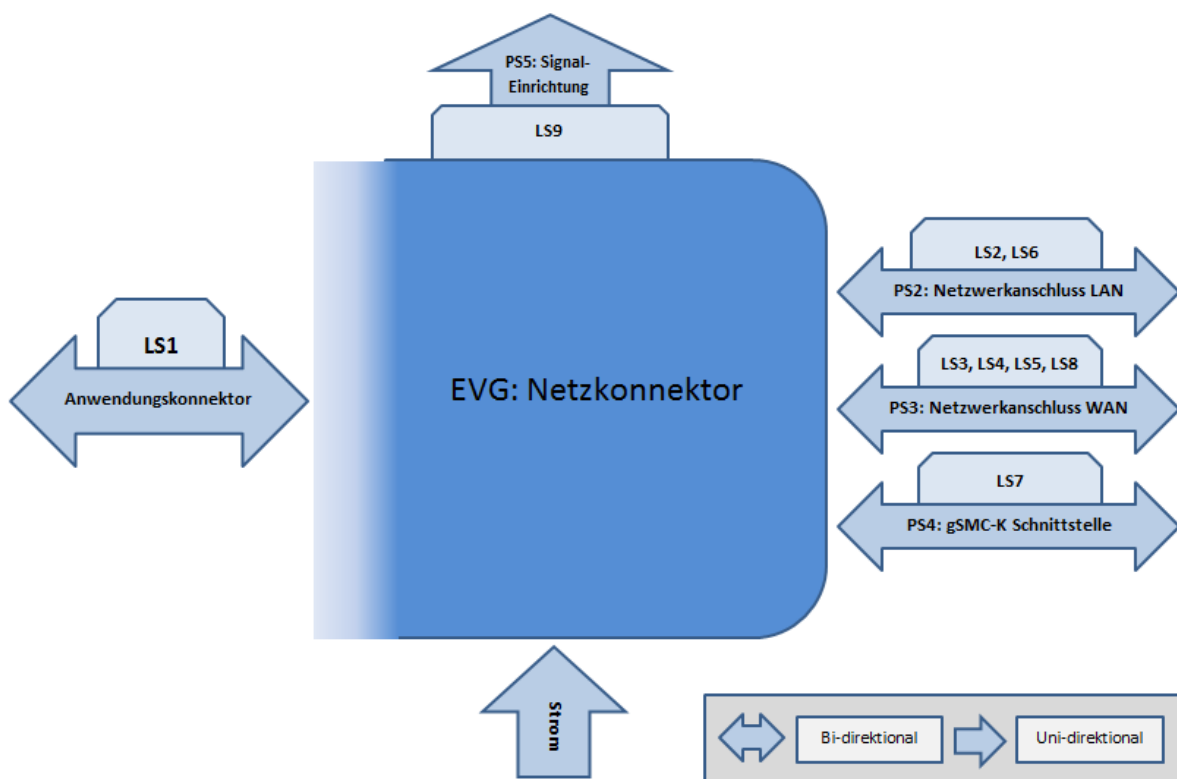 PS5: Signal-
Einrichtung
LS9
LS2, LS6
PS2: Netzwerkanschluss LAN
LS1
Anwendungskonnektor
EVG: Netzkonnektor
LS3, LS4, LS5, LS8
PS3: Netzwerkanschluss WAN
LS7
PS4: gSMC-K Schnittstelle
Strom
Bi-direktional
Uni-direktional